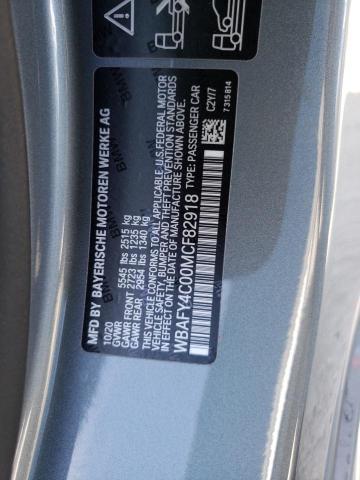 MFD BY BAYERISCHE MOTOREN WERKE AG
10/20
GVWR 5545 lbs 2515 kg
GAWR FRONT 2723 lbs 1235 kg
GAWR REAR 2954 lbs 1340 kg
THIS VEHICLE CONFORMS TO ALL APPLICABLE U.S. FEDERAL MOTOR
VEHICLE SAFETY, BUMPER, AND THEFT PREVENTION STANDARDS
IN EFFECT ON THE DATE OF MANUFACTURE SHOWN ABOVE.
WBAFY4C00MCF82918 TYPE: PASSENGER CAR
C2Y/7
7 315 814